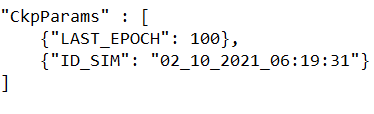 "CkpParams" : [
    {"LAST_EPOCH": 100},
    {"ID_SIM": "02_10_2021_06:19:31"}
]